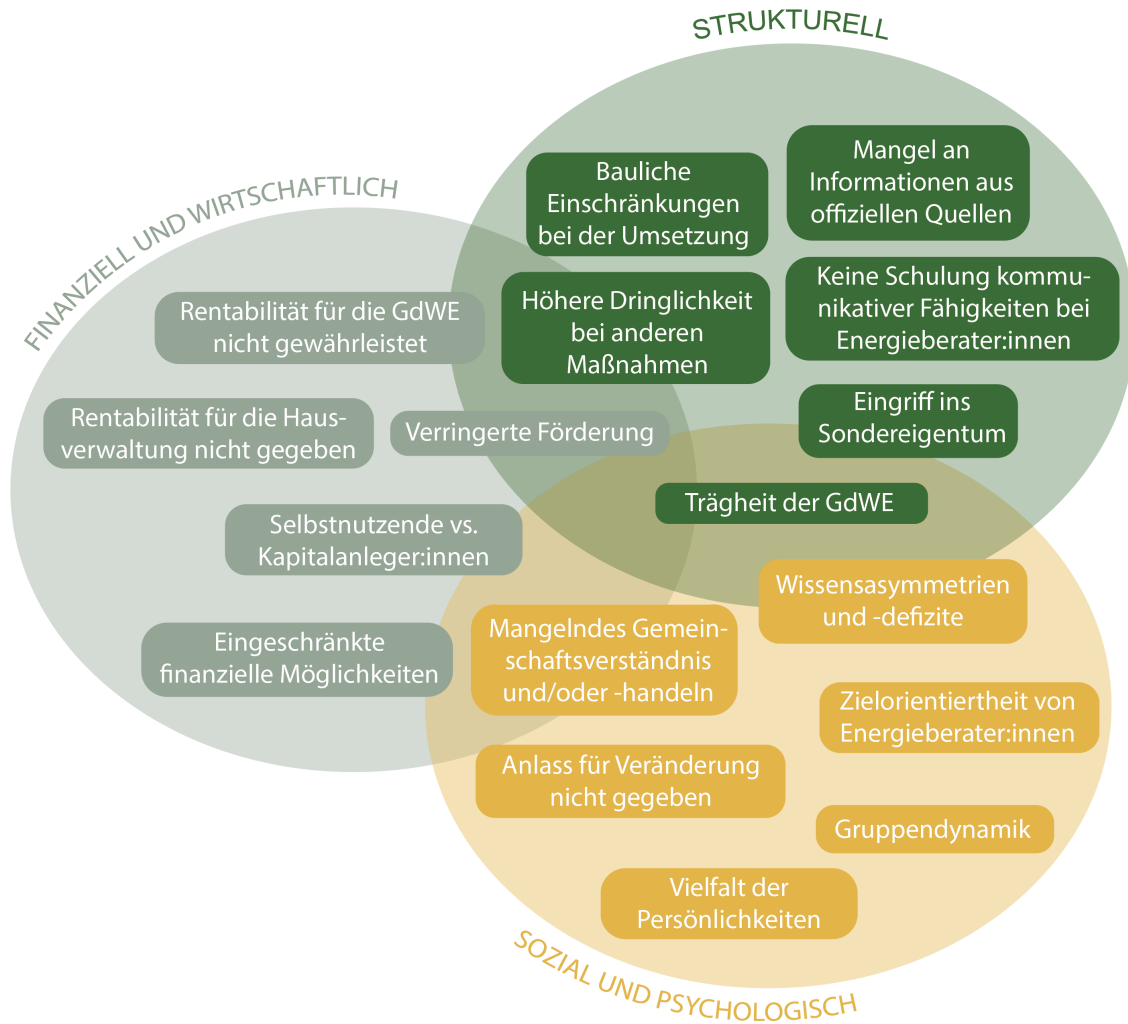 STRUKTURELL
Bauliche
Einschränkungen
bei der Umsetzung
Mangel an
Informationen aus
offiziellen Quellen
Höhere Dringlichkeit
bei anderen
Maßnahmen
Keine Schulung kommu-
nikativer Fähigkeiten bei
Energieberater:innen
Eingriff ins
Sondereigentum
Trägheit der GdWE
FINANZIELL UND WIRTSCHAFTLICH
Rentabilität für die GdWE
nicht gewährleistet
Rentabilität für die Haus-
verwaltung nicht gegeben
Verringerte Förderung
Selbstnutzende vs.
Kapitalanleger:innen
Eingeschränkte
finanzielle Möglichkeiten
Wissensasymmetrien
und -defizite
Mangelndes Gemein-
schaftsverständnis
und/oder -handeln
Zielorientiertheit von
Energieberater:innen
Anlass für Veränderung
nicht gegeben
Gruppendynamik
Vielfalt der
Persönlichkeiten
SOZIAL UND PSYCHOLOGISCH